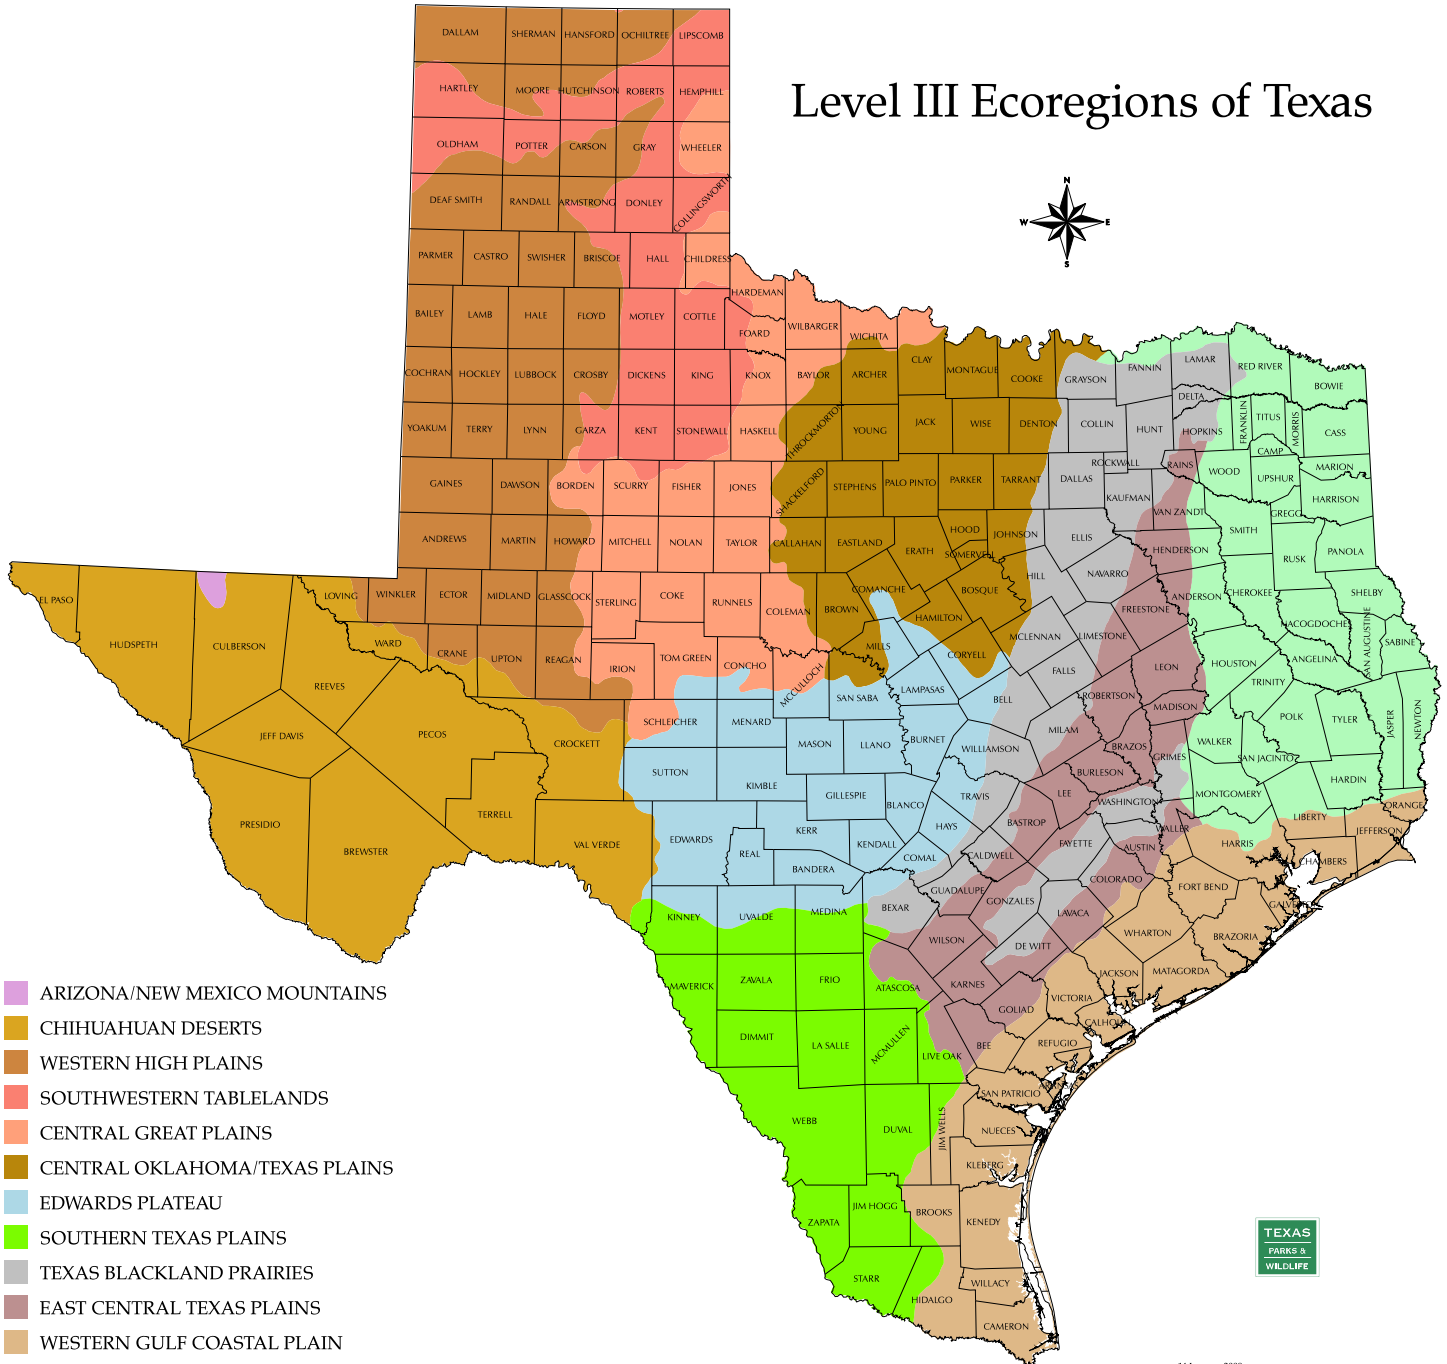 Level III Ecoregions of Texas
N
W E
S
DALLAM SHERMAN HANSFORD OCHILTREE LIPSCOMB
HARTLEY MOORE HUTCHINSON ROBERTS HEMPHILL
OLDHAM POTTER CARSON GRAY WHEELER
DEAF SMITH RANDALL ARMSTRONG DONLEY COLLINGSWORTH
PARMER CASTRO SWISHER BRISCOE HALL CHILDRESS
HARDEMAN
BAILEY LAMB HALE FLOYD MOTLEY COTTLE FOARD WILBARGER WICHITA
COCHRAN HOCKLEY LUBBOCK CROSBY DICKENS KING KNOX BAYLOR ARCHER CLAY MONTAGUE COOKE GRAYSON FANNIN LAMAR RED RIVER BOWIE
DELTA
YOAKUM TERRY LYNN GARZA KENT STONEWALL HASKELL THROCKMORTON YOUNG JACK WISE DENTON COLLIN HUNT HOPKINS FRANKLIN TITUS MORRIS CASS
CAMP
GAINES DAWSON BORDEN SCURRY FISHER JONES SHACKELFORD STEPHENS PALO PINTO PARKER TARRANT DALLAS ROCKWALL RAINS WOOD UPSHUR MARION
KAUFMAN VAN ZANDT GREGG HARRISON
ANDREWS MARTIN HOWARD MITCHELL NOLAN TAYLOR CALLAHAN EASTLAND ERATH HOOD SOMERVELL JOHNSON ELLIS HENDERSON SMITH RUSK PANOLA
EL PASO HUDSPETH CULBERSON LOVING WINKLER ECTOR MIDLAND GLASSCOCK STERLING COKE RUNNELS COLEMAN BROWN COMANCHE BOSQUE HILL NAVARRO ANDERSON CHEROKEE SHELBY
HAMILTON FREESTONE NACOGDOCHES SAN AUGUSTINE SABINE
REEVES WARD CRANE UPTON REAGAN IRION TOM GREEN CONCHO MCCULLOCH MILLS CORYELL MCLENNAN LIMESTONE FALLS LEON HOUSTON ANGELINA
TRINITY
JEFF DAVIS PECOS CROCKETT SCHLEICHER MENARD SAN SABA LAMPASAS BELL ROBERTSON MADISON POLK TYLER JASPER NEWTON
MASON LLANO BURNET WILLIAMSON MILAM BRAZOS GRIMES WALKER SAN JACINTO
SUTTON KIMBLE GILLESPIE BLANCO TRAVIS BURLESON LEE WASHINGTON MONTGOMERY HARDIN
PRESIDIO TERRELL LIBERTY ORANGE
BREWSTER VAL VERDE EDWARDS REAL KERR KENDALL HAYS BASTROP FAYETTE WALLER HARRIS JEFFERSON
BANDERA COMAL CALDWELL AUSTIN CHAMBERS
GUADALUPE COLORADO FORT BEND
KINNEY UVALDE MEDINA BEXAR GONZALES LAVACA
WILSON DE WITT WHARTON BRAZORIA
MAVERICK ZAVALA FRIO ATASCOSA KARNES JACKSON MATAGORDA
GOLIAD VICTORIA
DIMMIT LA SALLE MCMULLEN LIVE OAK BEE REFUGIO
SAN PATRICIO
WEBB DUVAL JIM WELLS NUECES
KLEBERG
ZAPATA JIM HOGG BROOKS KENEDY
STARR HIDALGO WILLACY
CAMERON
ARIZONA/NEW MEXICO MOUNTAINS
CHIHUAHUAN DESERTS
WESTERN HIGH PLAINS
SOUTHWESTERN TABLELANDS
CENTRAL GREAT PLAINS
CENTRAL OKLAHOMA/TEXAS PLAINS
EDWARDS PLATEAU
SOUTHERN TEXAS PLAINS
TEXAS BLACKLAND PRAIRIES
EAST CENTRAL TEXAS PLAINS
WESTERN GULF COASTAL PLAIN
TEXAS
PARKS &
WILDLIFE